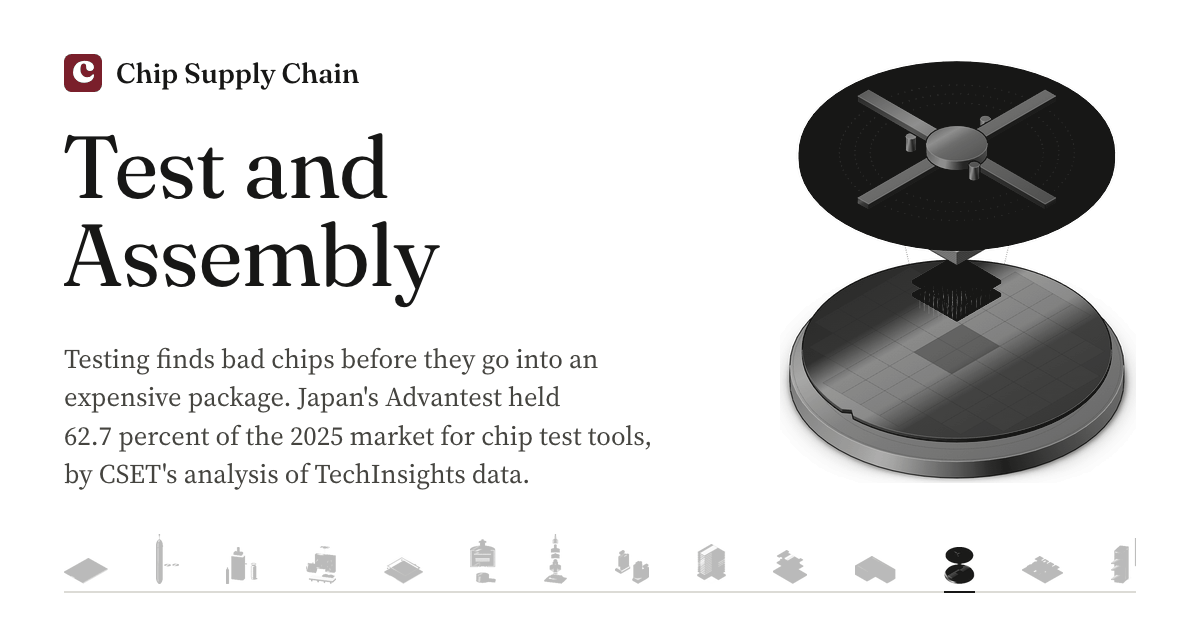 Chip Supply Chain
Test and
Assembly
Testing finds bad chips before they go into an
expensive package. Japan's Advantest held
62.7 percent of the 2025 market for chip test tools,
by CSET's analysis of TechInsights data.